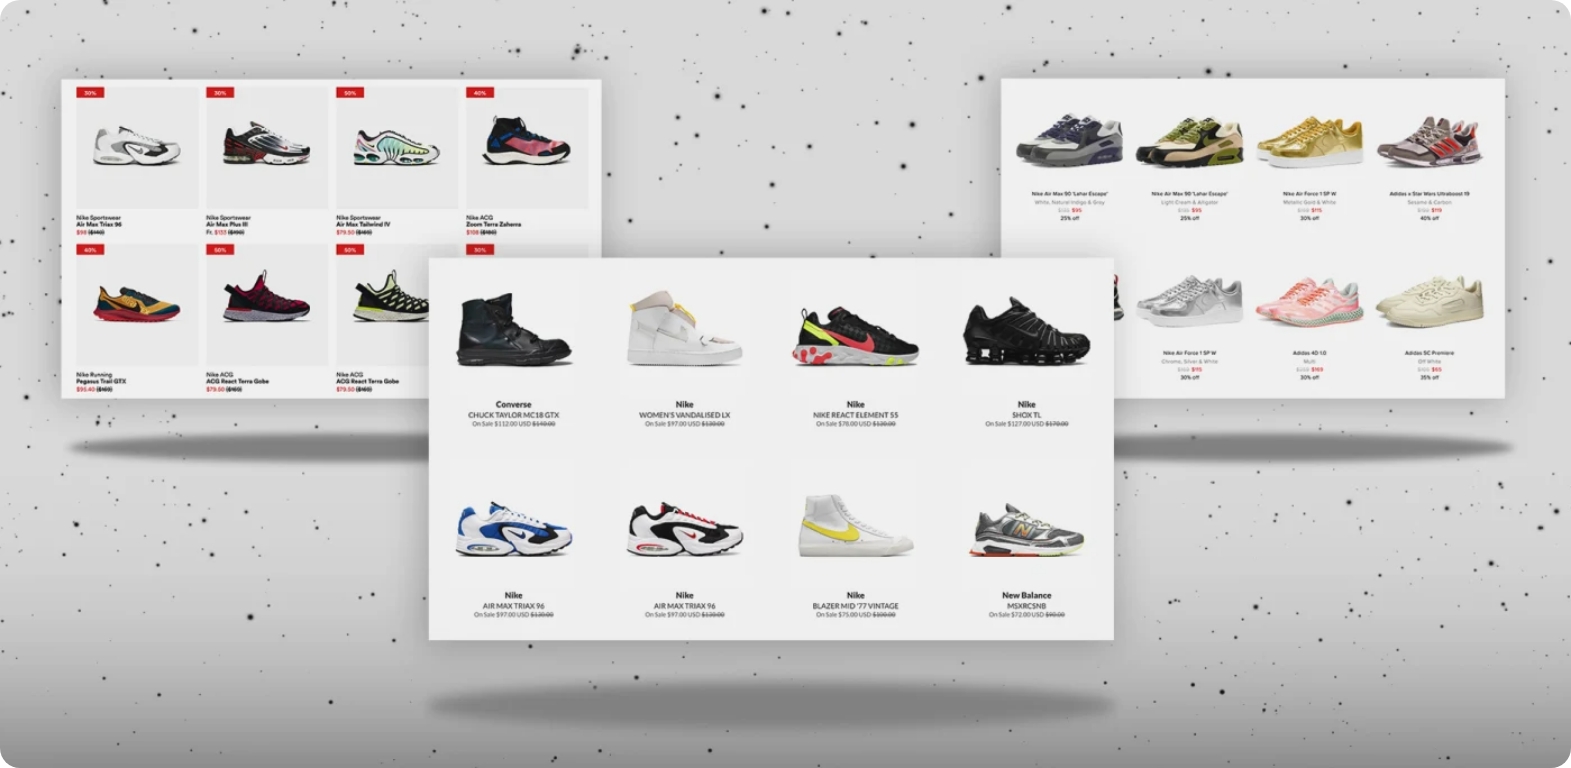 30%
30%
50%
40%
Nike Sportswear
Air Max Triax 96
$98 ($140)
Nike Sportswear
Air Max Plus III
Fr. $133 ($190)
Nike Sportswear
Air Max Tailwind IV
$79.50 ($160)
Nike ACG
Zoom Terra Zaherra
$108 ($180)
40%
50%
50%
30%
Nike Running
Pegasus Trail GTX
$95.40 ($160)
Nike ACG
ACG React Terra Gobe
$79.50 ($160)
Nike ACG
ACG React Terra Gobe
$79.50 ($160)
Nike Air Max 90 'Lahar Escape'
White, Natural Indigo & Grey
$95
25% off
Nike Air Max 90 'Lahar Escape'
Light Cream & Alligator
$95
25% off
Nike Air Force 1 SP W
Metallic Gold & White
$115
30% off
Adidas x Star Wars Ultraboost 19
Sesame & Carbon
$119
40% off
Nike Air Force 1 SP W
Chrome, Silver & White
$115
30% off
Adidas 4D 1.0
Multi
$169
30% off
Adidas SC Premiere
Off White
$65
35% off
Converse
CHUCK TAYLOR MC18 GTX
On Sale $112.00 USD $140.00
Nike
WOMEN'S VANDALISED LX
On Sale $97.00 USD $130.00
Nike
NIKE REACT ELEMENT 55
On Sale $78.00 USD $130.00
Nike
SHOX TL
On Sale $127.00 USD $170.00
Nike
AIR MAX TRIAX 96
On Sale $97.00 USD $130.00
Nike
AIR MAX TRIAX 96
On Sale $97.00 USD $130.00
Nike
BLAZER MID '77 VINTAGE
On Sale $75.00 USD $100.00
New Balance
MSXRCSNB
On Sale $72.00 USD $90.00